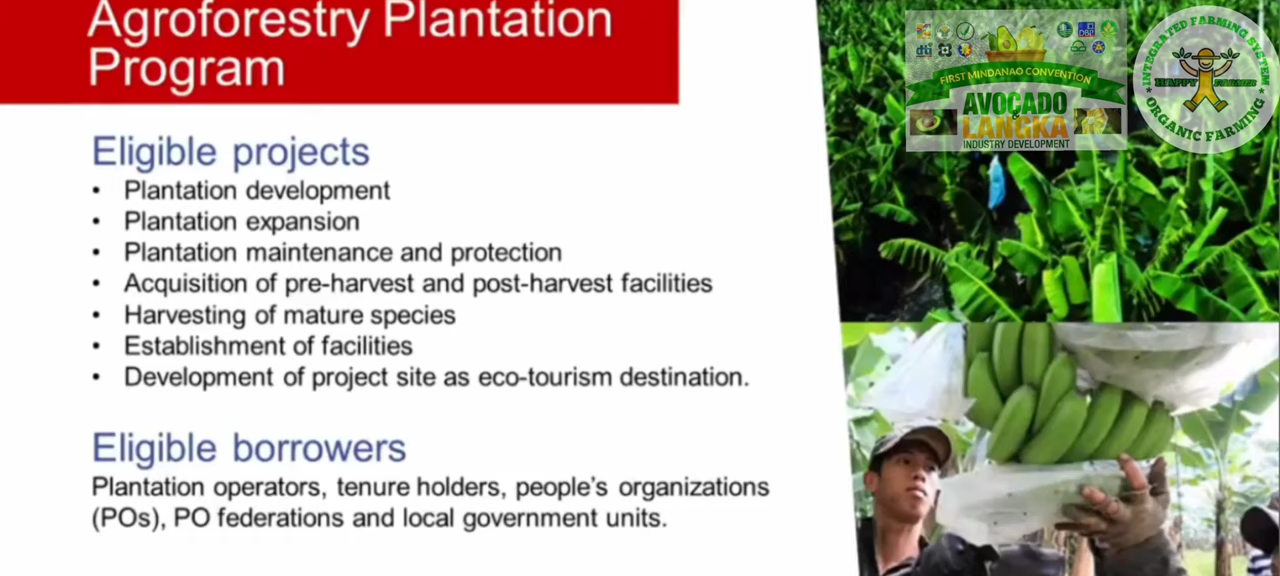 Agroforestry Plantation
Program
Eligible projects
• Plantation development
• Plantation expansion
• Plantation maintenance and protection
• Acquisition of pre-harvest and post-harvest facilities
• Harvesting of mature species
• Establishment of facilities
• Development of project site as eco-tourism destination.
Eligible borrowers
Plantation operators, tenure holders, people's organizations
(POs), PO federations and local government units.
dti
DBP
FIRST MINDANAO CONVENTION
AVOCADO
&
LANGKA
INDUSTRY DEVELOPMENT
INTEGRATED FARMING SYSTEM
HAPPY FARMER
ORGANIC FARMING